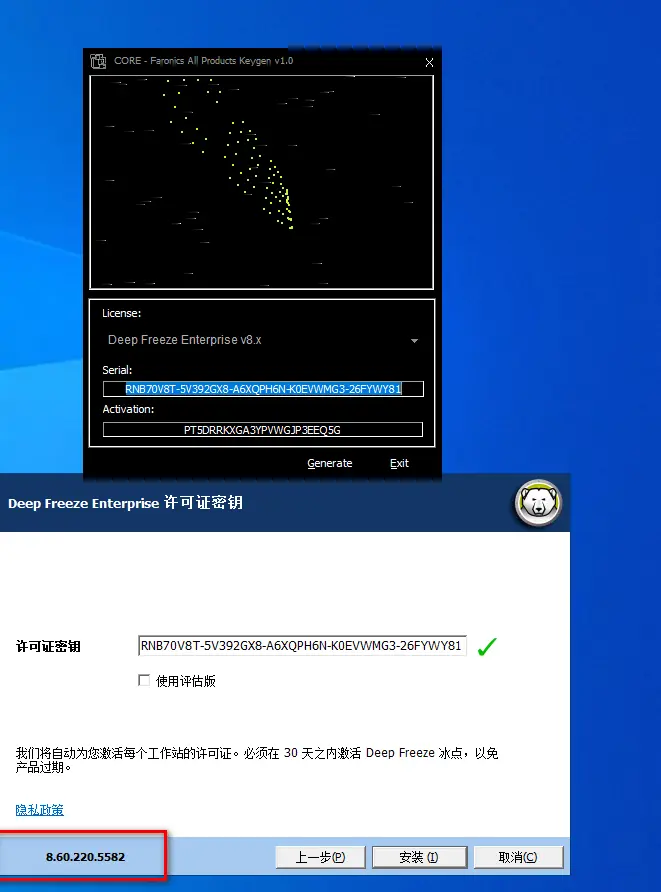 CORE - Faronics All Products Keygen v1.0
License:
Deep Freeze Enterprise v8.x
Serial:
RNB70V8T-5V392GX8-A6XQPH6N-K0EVWMG3-26FYWY81
Activation:
PT5DRRKXGA3YPVWGJP3EEQ5G
Generate Exit
Deep Freeze Enterprise 许可证密钥
许可证密钥 RNB70V8T-5V392GX8-A6XQPH6N-K0EVWMG3-26FYWY81
使用评估版
我们将自动为您激活每个工作站的许可证。必须在 30 天之内激活 Deep Freeze 冰点，以免
产品过期。
隐私政策
8.60.220.5582 上一步(P) 安装(I) 取消(C)